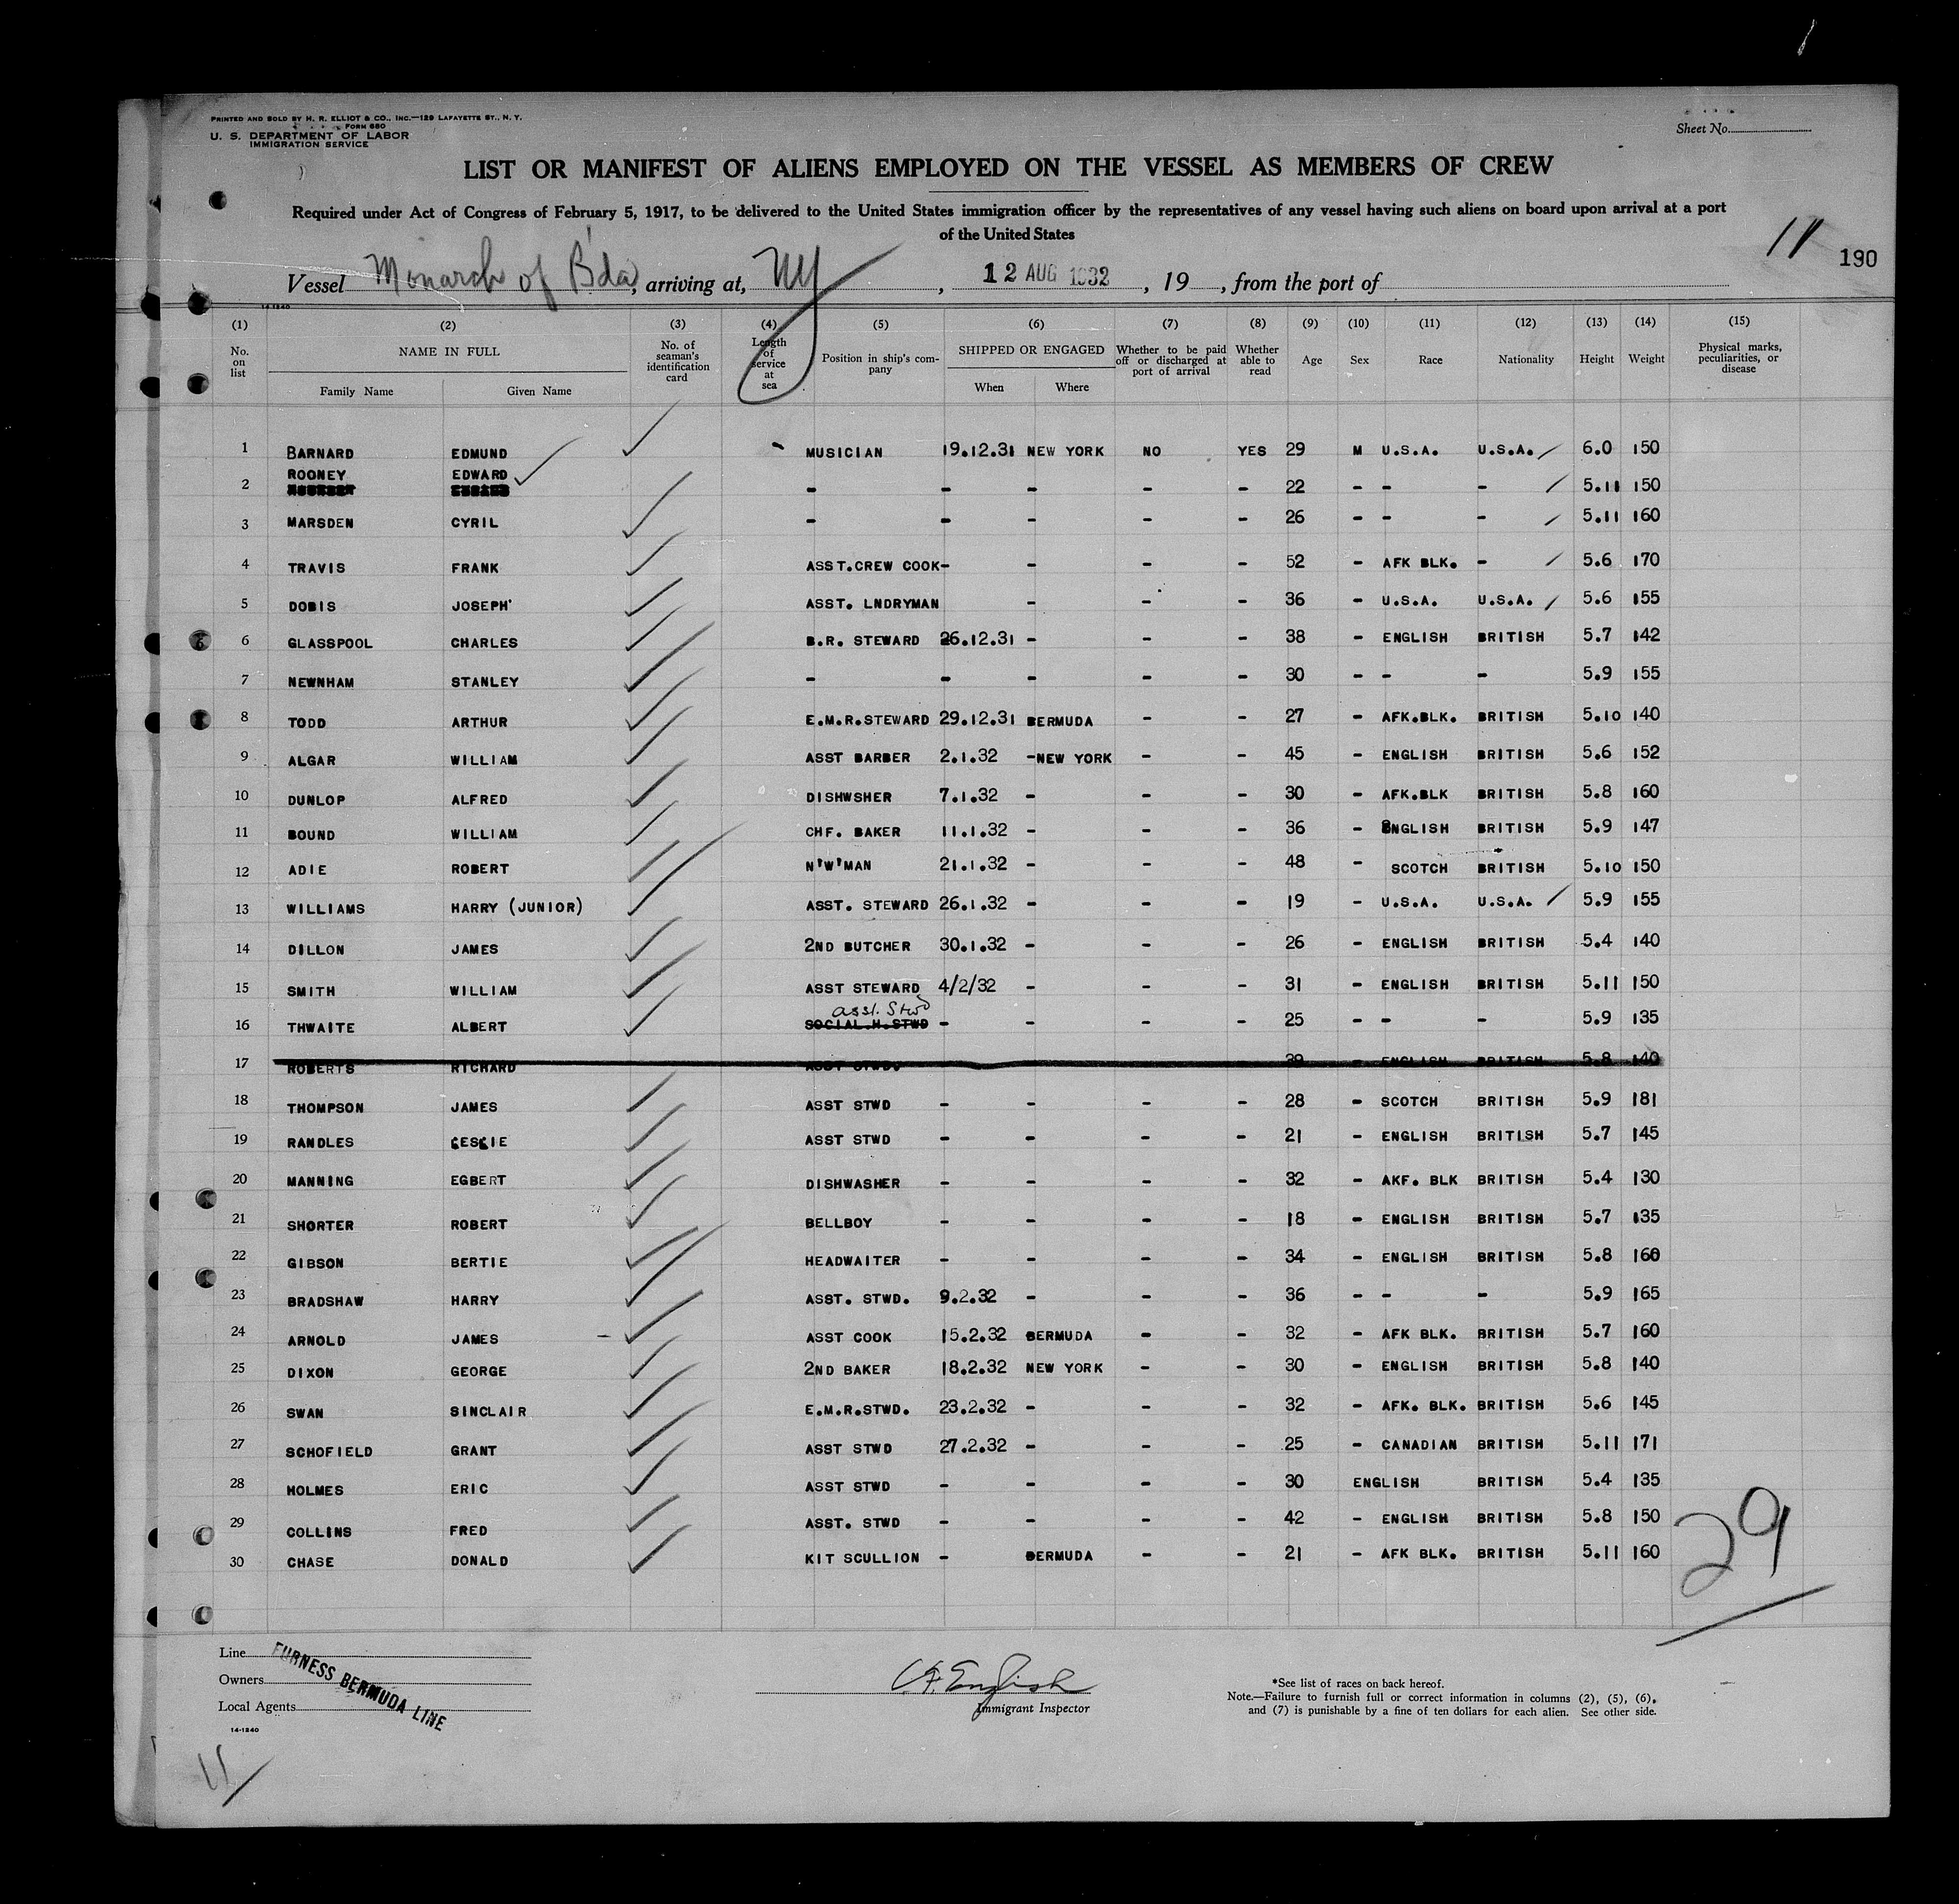 PRINTED AND SOLD BY H. R. ELLIOT & CO., INC.—129 LAFAYETTE ST., N. Y.
FORM 680
U. S. DEPARTMENT OF LABOR
IMMIGRATION SERVICE
Sheet No.
LIST OR MANIFEST OF ALIENS EMPLOYED ON THE VESSEL AS MEMBERS OF CREW
Required under Act of Congress of February 5, 1917, to be delivered to the United States immigration officer by the representatives of any vessel having such aliens on board upon arrival at a port
of the United States
11 190
Vessel Monarch of B'da, arriving at, NY, 12 AUG 1932, 19 , from the port of
14-1240
(1) (2) (3) (4) (5) (6) (7) (8) (9) (10) (11) (12) (13) (14) (15)
No. on list NAME IN FULL Family Name Given Name No. of seaman's identification card Length of service at sea Position in ship's company SHIPPED OR ENGAGED When Where Whether to be paid off or discharged at port of arrival Whether able to read Age Sex Race Nationality Height Weight Physical marks, peculiarities, or disease
1 BARNARD EDMUND - MUSICIAN 19.12.31 NEW YORK NO YES 29 M U.S.A. U.S.A. 6.0 150
2 ROONEY EDWARD - - - - - 22 - - - 5.11 150
3 MARSDEN CYRIL - - - - - 26 - - - 5.11 160
4 TRAVIS FRANK ASST.CREW COOK- - - - 52 - AFK BLK. - 5.6 170
5 DOBIS JOSEPH' ASST. LNDRYMAN - - - 36 - U.S.A. U.S.A. 5.6 155
6 GLASSPOOL CHARLES B.R. STEWARD 26.12.31 - - - 38 - ENGLISH BRITISH 5.7 142
7 NEWNHAM STANLEY - - - - - 30 - - - 5.9 155
8 TODD ARTHUR E.M.R.STEWARD 29.12.31 BERMUDA - - 27 - AFK.BLK. BRITISH 5.10 140
9 ALGAR WILLIAM ASST BARBER 2.1.32 -NEW YORK - - 45 - ENGLISH BRITISH 5.6 152
10 DUNLOP ALFRED DISHWSHER 7.1.32 - - - 30 - AFK.BLK BRITISH 5.8 160
11 BOUND WILLIAM CHF. BAKER 11.1.32 - - - 36 - ENGLISH BRITISH 5.9 147
12 ADIE ROBERT N'W'MAN 21.1.32 - - - 48 - SCOTCH BRITISH 5.10 150
13 WILLIAMS HARRY (JUNIOR) ASST. STEWARD 26.1.32 - - - 19 - U.S.A. U.S.A. 5.9 155
14 DILLON JAMES 2ND BUTCHER 30.1.32 - - - 26 - ENGLISH BRITISH 5.4 140
15 SMITH WILLIAM ASST STEWARD 4/2/32 - - - 31 - ENGLISH BRITISH 5.11 150
asst. Stwd
16 THWAITE ALBERT SOCIAL.H.STWD - - - - 25 - - - 5.9 135
17 ROBERTS RICHARD ASST STWD. 39 - ENGLISH BRITISH 5.8 140
18 THOMPSON JAMES ASST STWD - - - - 28 - SCOTCH BRITISH 5.9 181
19 RANDLES LESLIE ASST STWD - - - - 21 - ENGLISH BRITISH 5.7 145
20 MANNING EGBERT DISHWASHER - - - - 32 - AKF. BLK BRITISH 5.4 130
21 SHORTER ROBERT BELLBOY - - - - 18 - ENGLISH BRITISH 5.7 135
22 GIBSON BERTIE HEADWAITER - - - - 34 - ENGLISH BRITISH 5.8 160
23 BRADSHAW HARRY ASST. STWD. 9.2.32 - - - 36 - - - 5.9 165
24 ARNOLD JAMES - ASST COOK 15.2.32 BERMUDA - - 32 - AFK BLK. BRITISH 5.7 160
25 DIXON GEORGE 2ND BAKER 18.2.32 NEW YORK - - 30 - ENGLISH BRITISH 5.8 140
26 SWAN SINCLAIR E.M.R.STWD. 23.2.32 - - - 32 - AFK. BLK. BRITISH 5.6 145
27 SCHOFIELD GRANT ASST STWD 27.2.32 - - - 25 - CANADIAN BRITISH 5.11 171
28 HOLMES ERIC ASST STWD - - - - 30 ENGLISH BRITISH 5.4 135
29 COLLINS FRED ASST. STWD - - - - 42 - ENGLISH BRITISH 5.8 150
30 CHASE DONALD KIT SCULLION - BERMUDA - - 21 - AFK BLK. BRITISH 5.11 160
29
Line
Owners
Local Agents
FURNESS BERMUDA LINE
14-1240
English
Immigrant Inspector
*See list of races on back hereof.
Note.—Failure to furnish full or correct information in columns (2), (5), (6), and (7) is punishable by a fine of ten dollars for each alien. See other side.
11